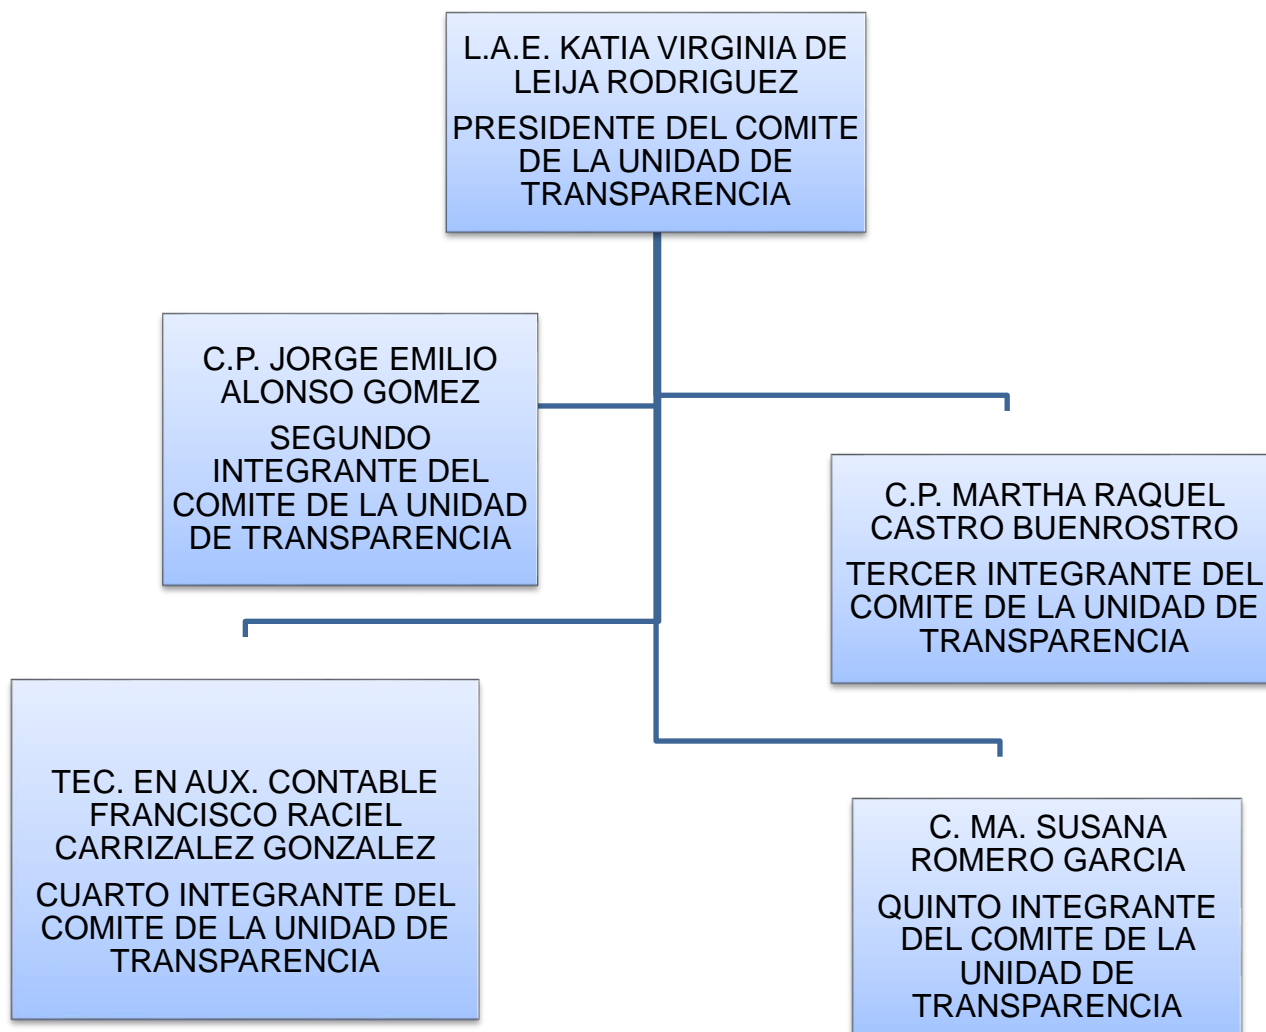 L.A.E. KATIA VIRGINIA DE
LEIJA RODRIGUEZ
PRESIDENTE DEL COMITE
DE LA UNIDAD DE
TRANSPARENCIA
C.P. JORGE EMILIO
ALONSO GOMEZ
SEGUNDO
INTEGRANTE DEL
COMITE DE LA UNIDAD
DE TRANSPARENCIA
C.P. MARTHA RAQUEL
CASTRO BUENROSTRO
TERCER INTEGRANTE DEL
COMITE DE LA UNIDAD DE
TRANSPARENCIA
TEC. EN AUX. CONTABLE
FRANCISCO RACIEL
CARRIZALEZ GONZALEZ
CUARTO INTEGRANTE DEL
COMITE DE LA UNIDAD DE
TRANSPARENCIA
C. MA. SUSANA
ROMERO GARCIA
QUINTO INTEGRANTE
DEL COMITE DE LA
UNIDAD DE
TRANSPARENCIA